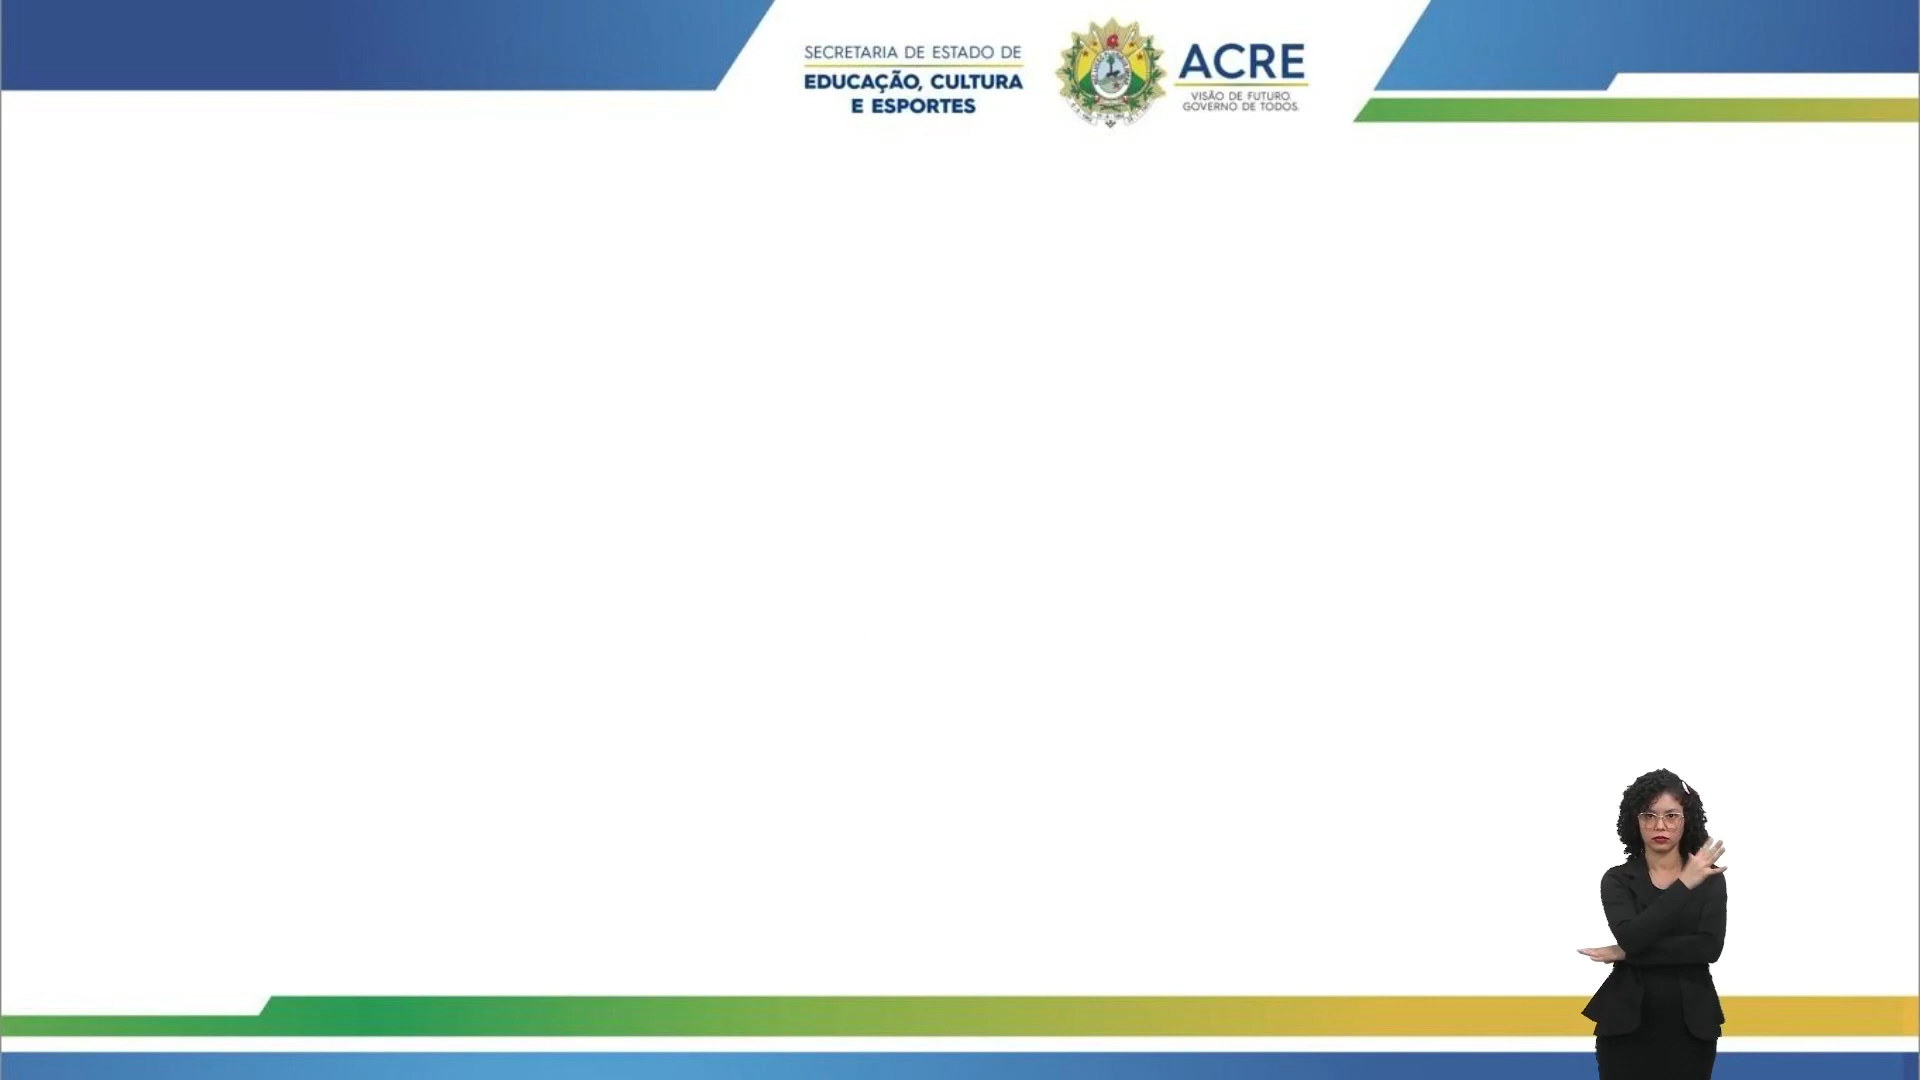 SECRETARIA DE ESTADO DE
EDUCAÇÃO, CULTURA
E ESPORTES
ACRE
VISÃO DE FUTURO.
GOVERNO DE TODOS.